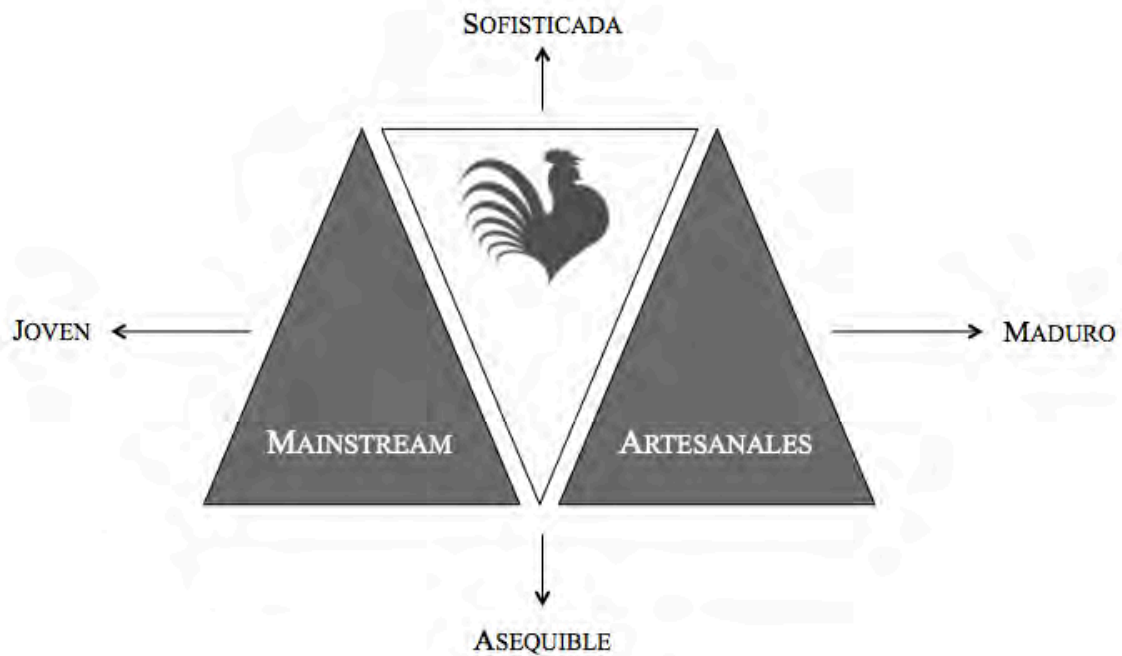 SOFISTICADA
JOVEN
MADURO
MAINSTREAM
ARTESANALES
ASEQUIBLE